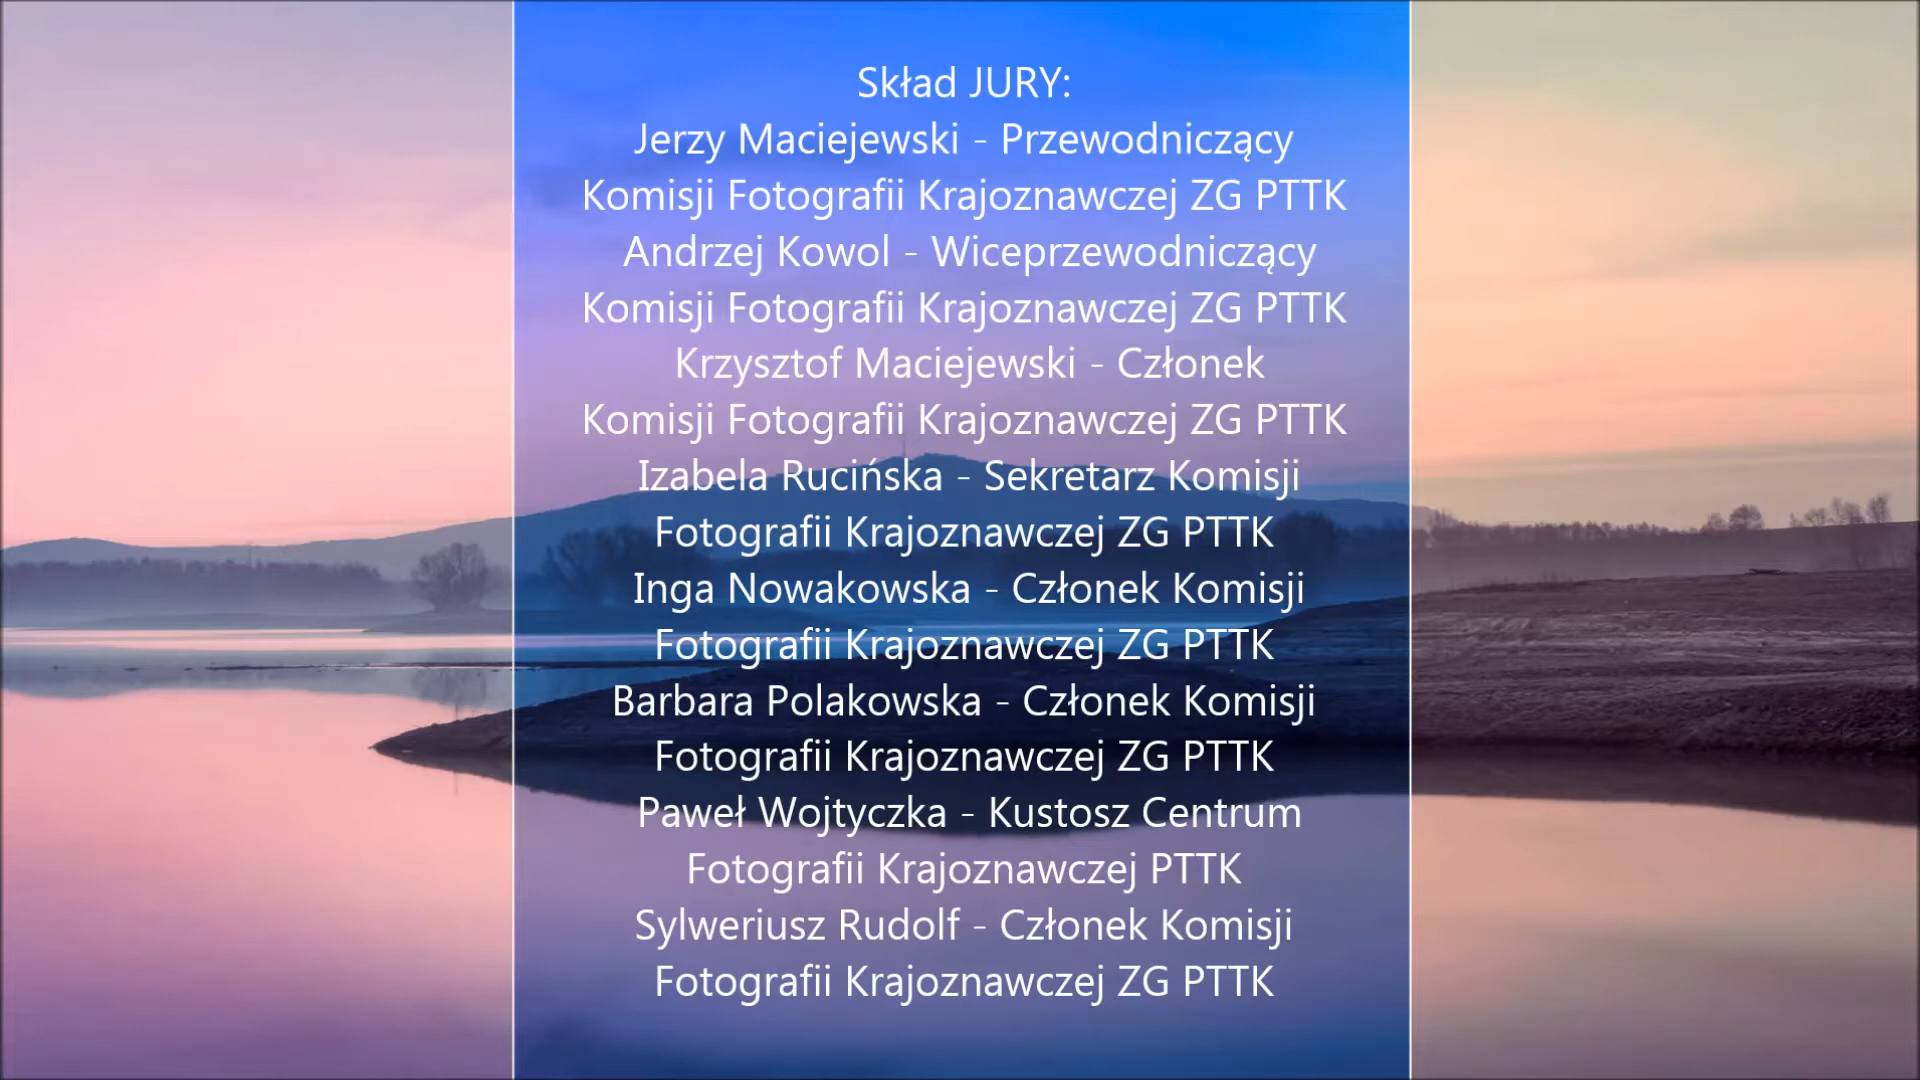 Skład JURY:
Jerzy Maciejewski - Przewodniczący
Komisji Fotografii Krajoznawczej ZG PTTK
Andrzej Kowol - Wiceprzewodniczący
Komisji Fotografii Krajoznawczej ZG PTTK
Krzysztof Maciejewski - Członek
Komisji Fotografii Krajoznawczej ZG PTTK
Izabela Rucińska - Sekretarz Komisji
Fotografii Krajoznawczej ZG PTTK
Inga Nowakowska - Członek Komisji
Fotografii Krajoznawczej ZG PTTK
Barbara Polakowska - Członek Komisji
Fotografii Krajoznawczej ZG PTTK
Paweł Wojtyczka - Kustosz Centrum
Fotografii Krajoznawczej PTTK
Sylweriusz Rudolf - Członek Komisji
Fotografii Krajoznawczej ZG PTTK